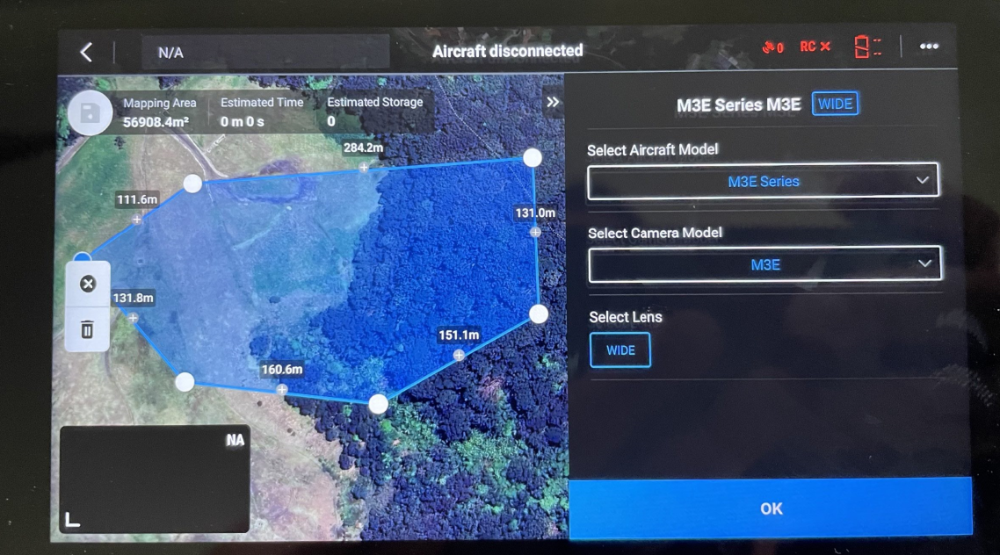 N/A
Aircraft disconnected
0
RC
Mapping Area
56908.4m²
Estimated Time
0 m 0 s
Estimated Storage
0
284.2m
111.6m
131.0m
131.8m
151.1m
160.6m
NA
M3E Series M3E WIDE
Select Aircraft Model
M3E Series
Select Camera Model
M3E
Select Lens
WIDE
OK